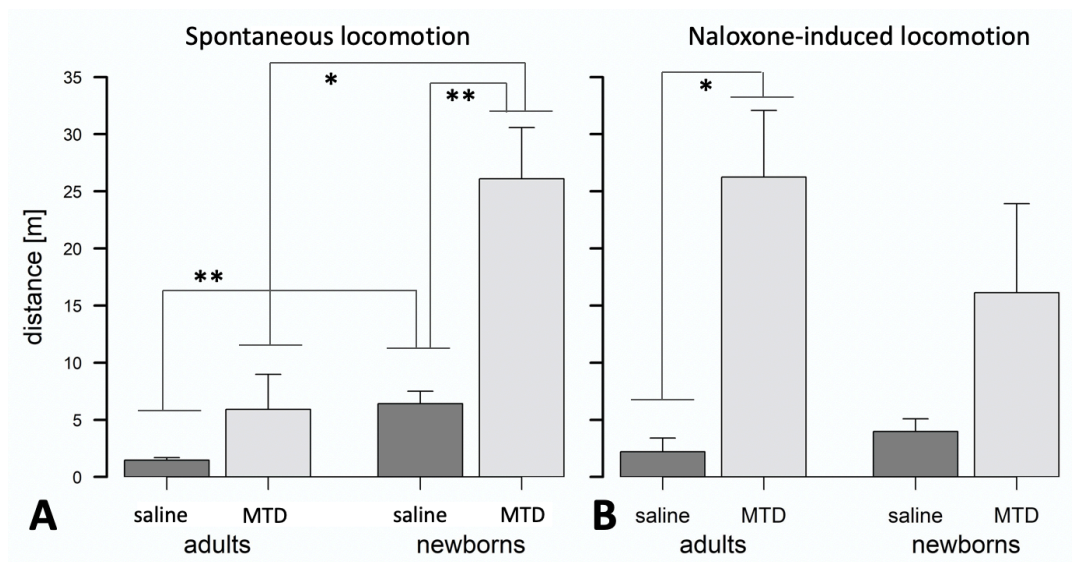 Spontaneous locomotion
Naloxone-induced locomotion
35
30
25
20
15
10
5
0
distance [m]
*
**
**
*
A
saline
MTD
saline
MTD
adults
newborns
B
saline
MTD
saline
MTD
adults
newborns